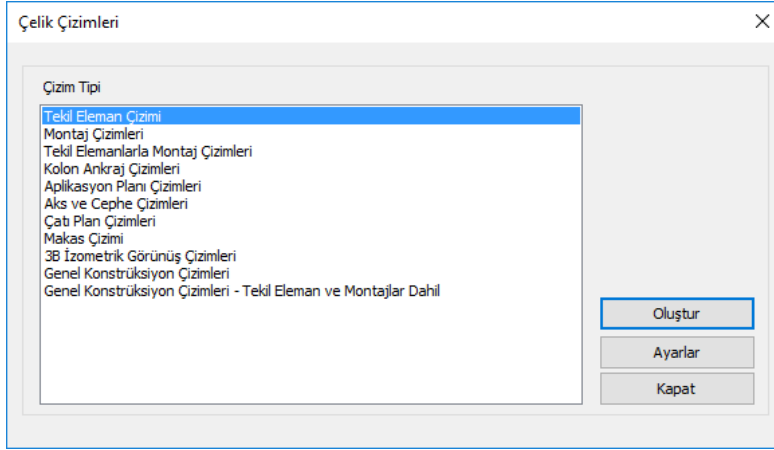 Çelik Çizimleri
Çizim Tipi
Tekil Eleman Çizimi
Montaj Çizimleri
Tekil Elemanlarla Montaj Çizimleri
Kolon Ankraj Çizimleri
Aplikasyon Planı Çizimleri
Aks ve Cephe Çizimleri
Çatı Plan Çizimleri
Makas Çizimi
3B İzometrik Görünüş Çizimleri
Genel Konstrüksiyon Çizimleri
Genel Konstrüksiyon Çizimleri - Tekil Eleman ve Montajlar Dahil
Oluştur
Ayarlar
Kapat